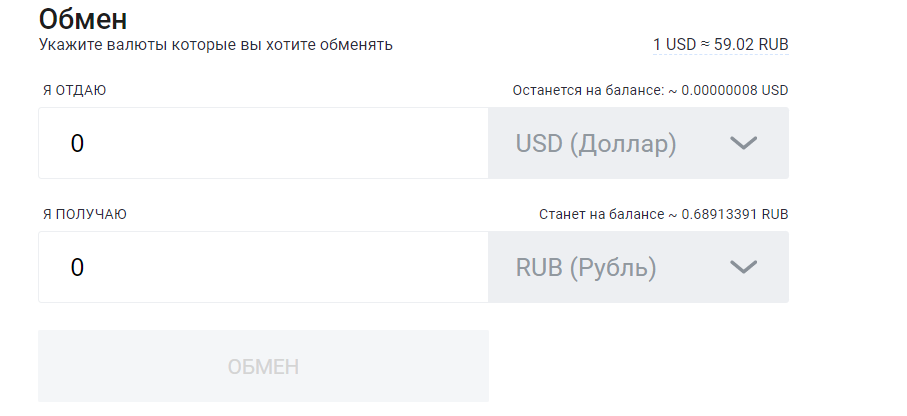 Обмен
Укажите валюты которые вы хотите обменять
1 USD ≈ 59.02 RUB
Я ОТДАЮ
Останется на балансе: ~ 0.00000008 USD
0
USD (Доллар)
Я ПОЛУЧАЮ
Станет на балансе ~ 0.68913391 RUB
0
RUB (Рубль)
ОБМЕН